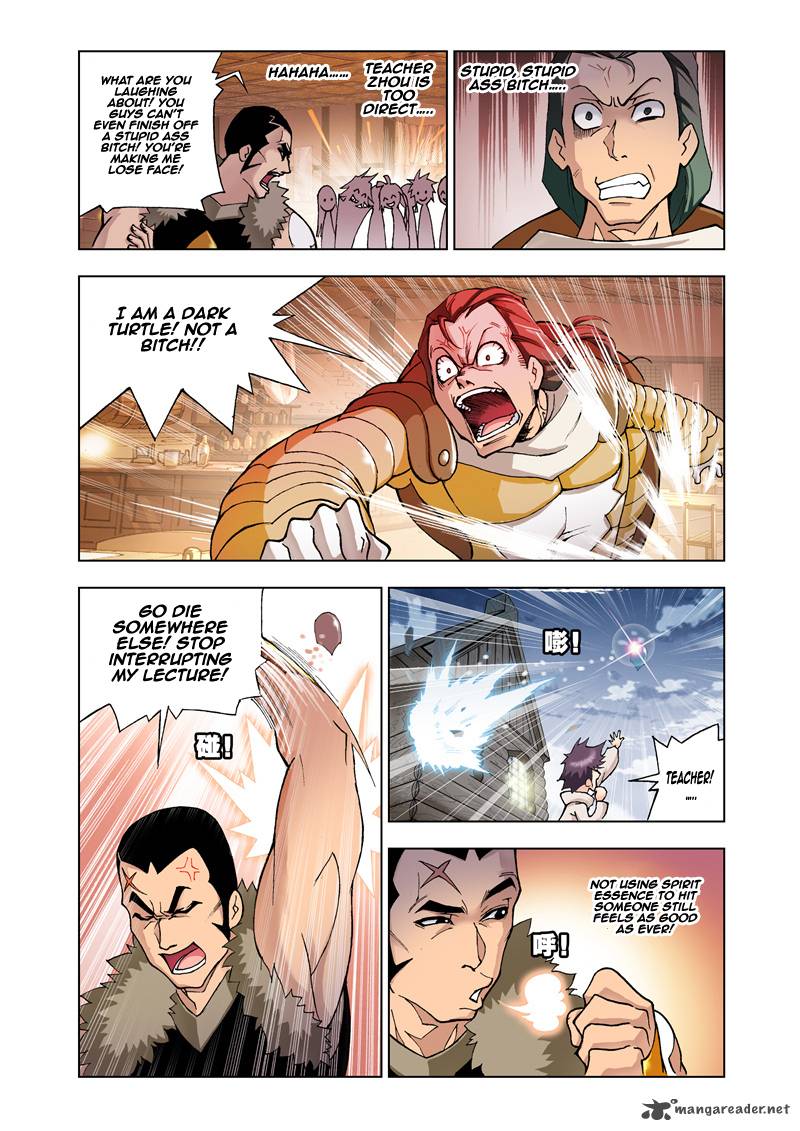 WHAT ARE YOU
LAUGHING
ABOUT! YOU
GUYS CAN'T
EVEN FINISH OFF
A STUPID ASS
BITCH! YOU'RE
MAKING ME
LOSE FACE!
HAHAHA......
TEACHER
ZHOU IS
TOO
DIRECT.....
STUPID, STUPID
ASS BITCH.....
I AM A DARK
TURTLE! NOT A
BITCH!!
GO DIE
SOMEWHERE
ELSE! STOP
INTERRUPTING
MY LECTURE!
碰!
嘭!
TEACHER!
.....
NOT USING SPIRIT
ESSENCE TO HIT
SOMEONE STILL
FEELS AS GOOD
AS EVER!
呼!
mangareader.net